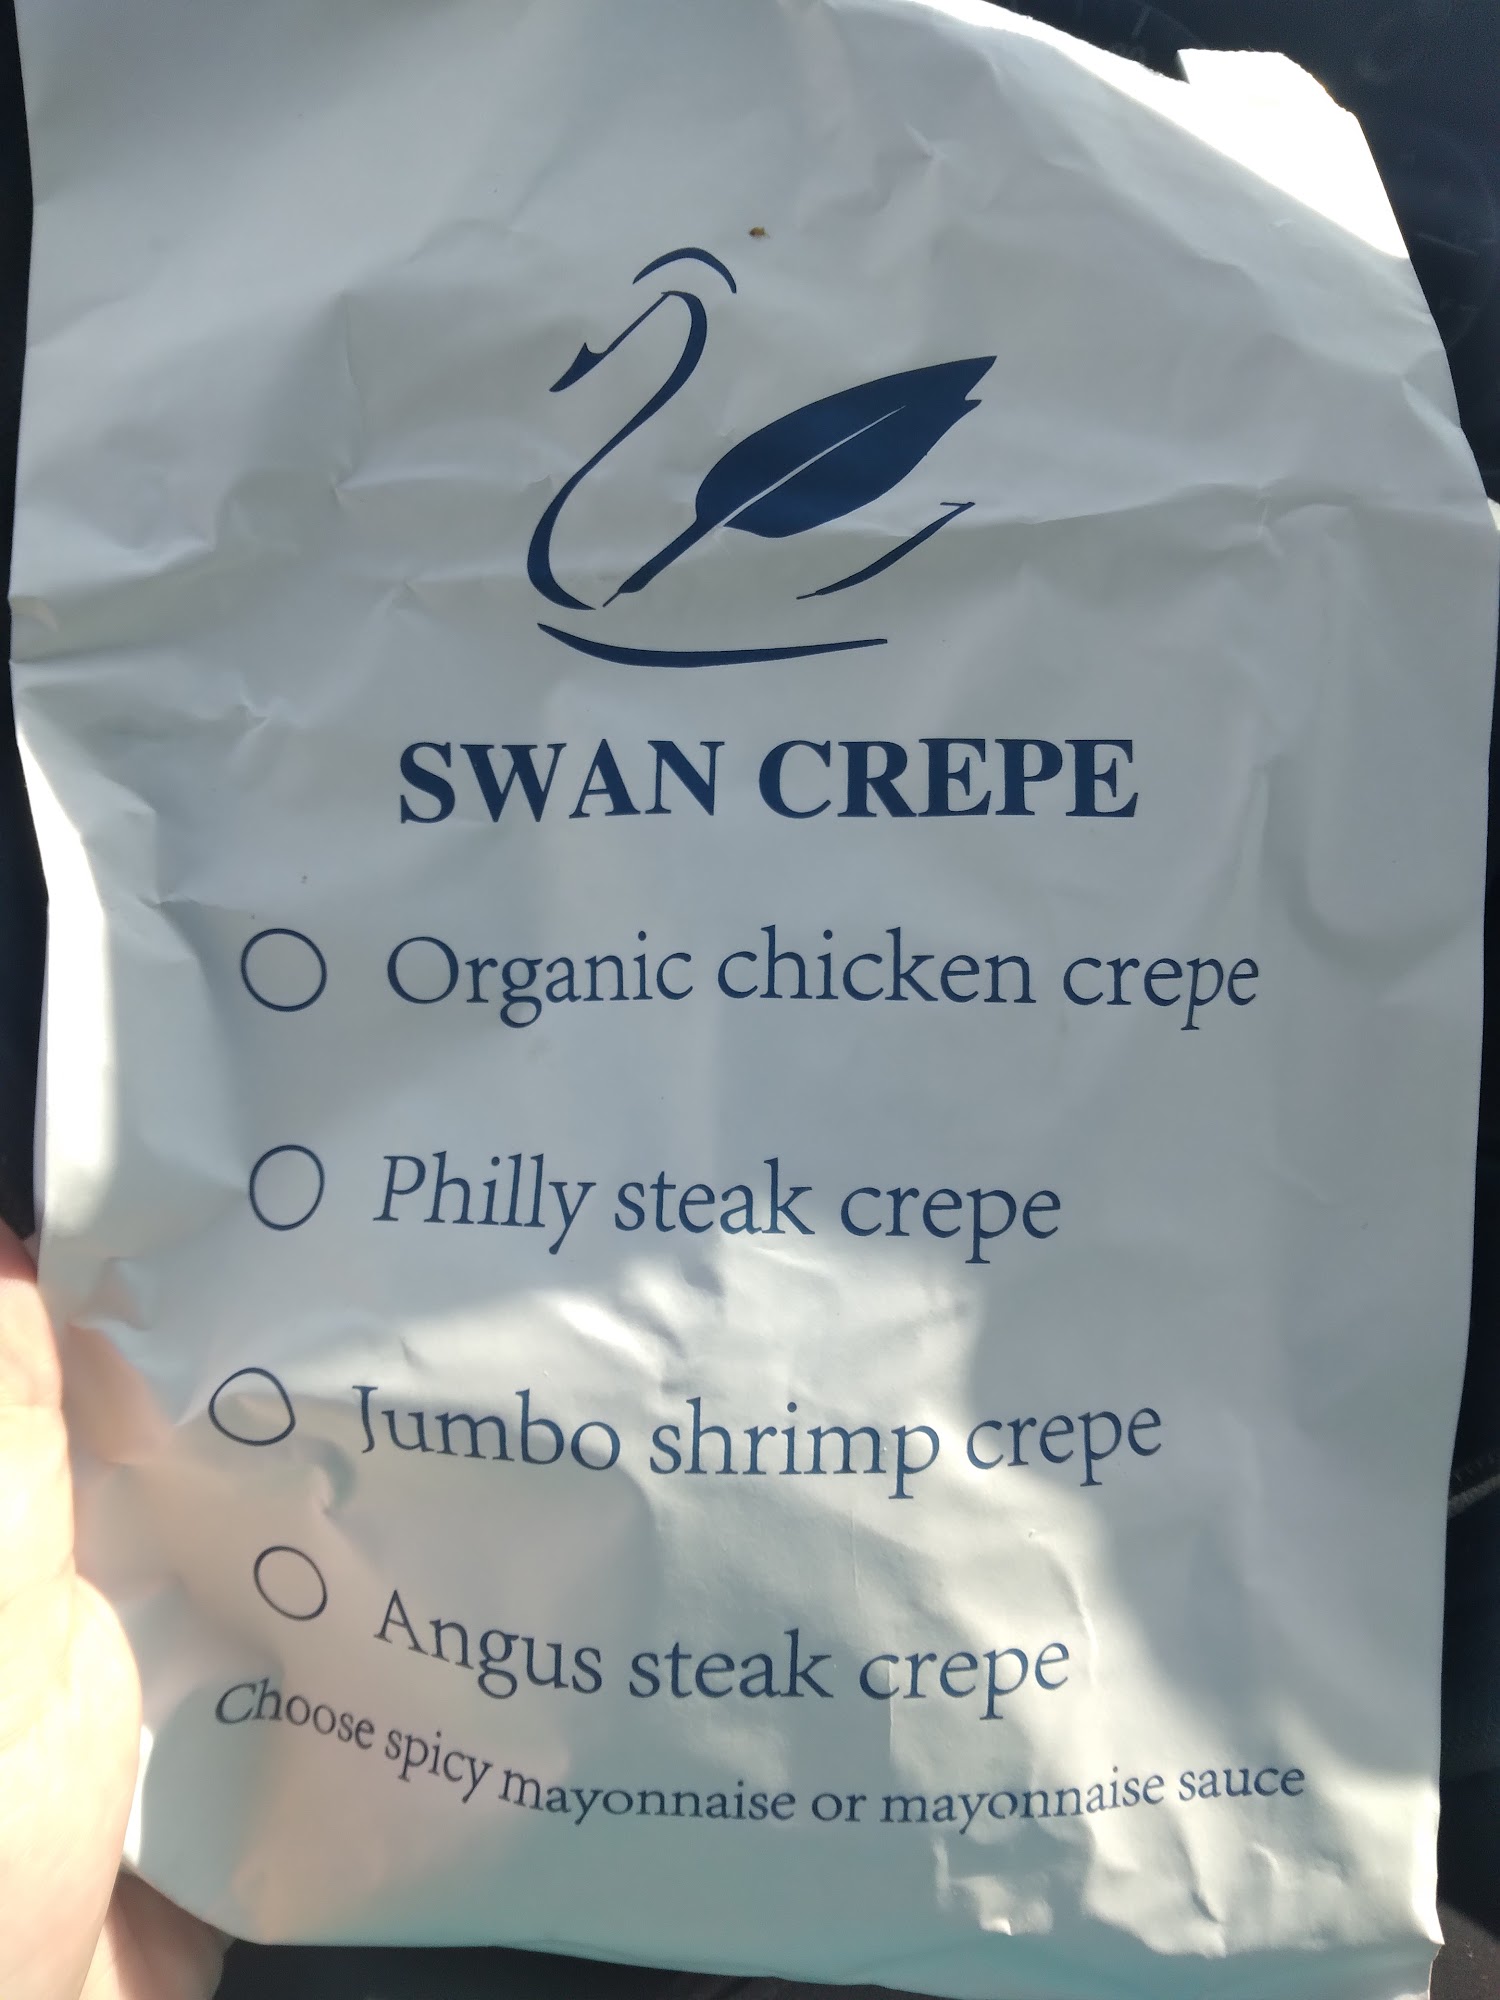 SWAN CREPE
Organic chicken crepe
Philly steak crepe
Jumbo shrimp crepe
Angus steak crepe
Choose spicy mayonnaise or mayonnaise sauce